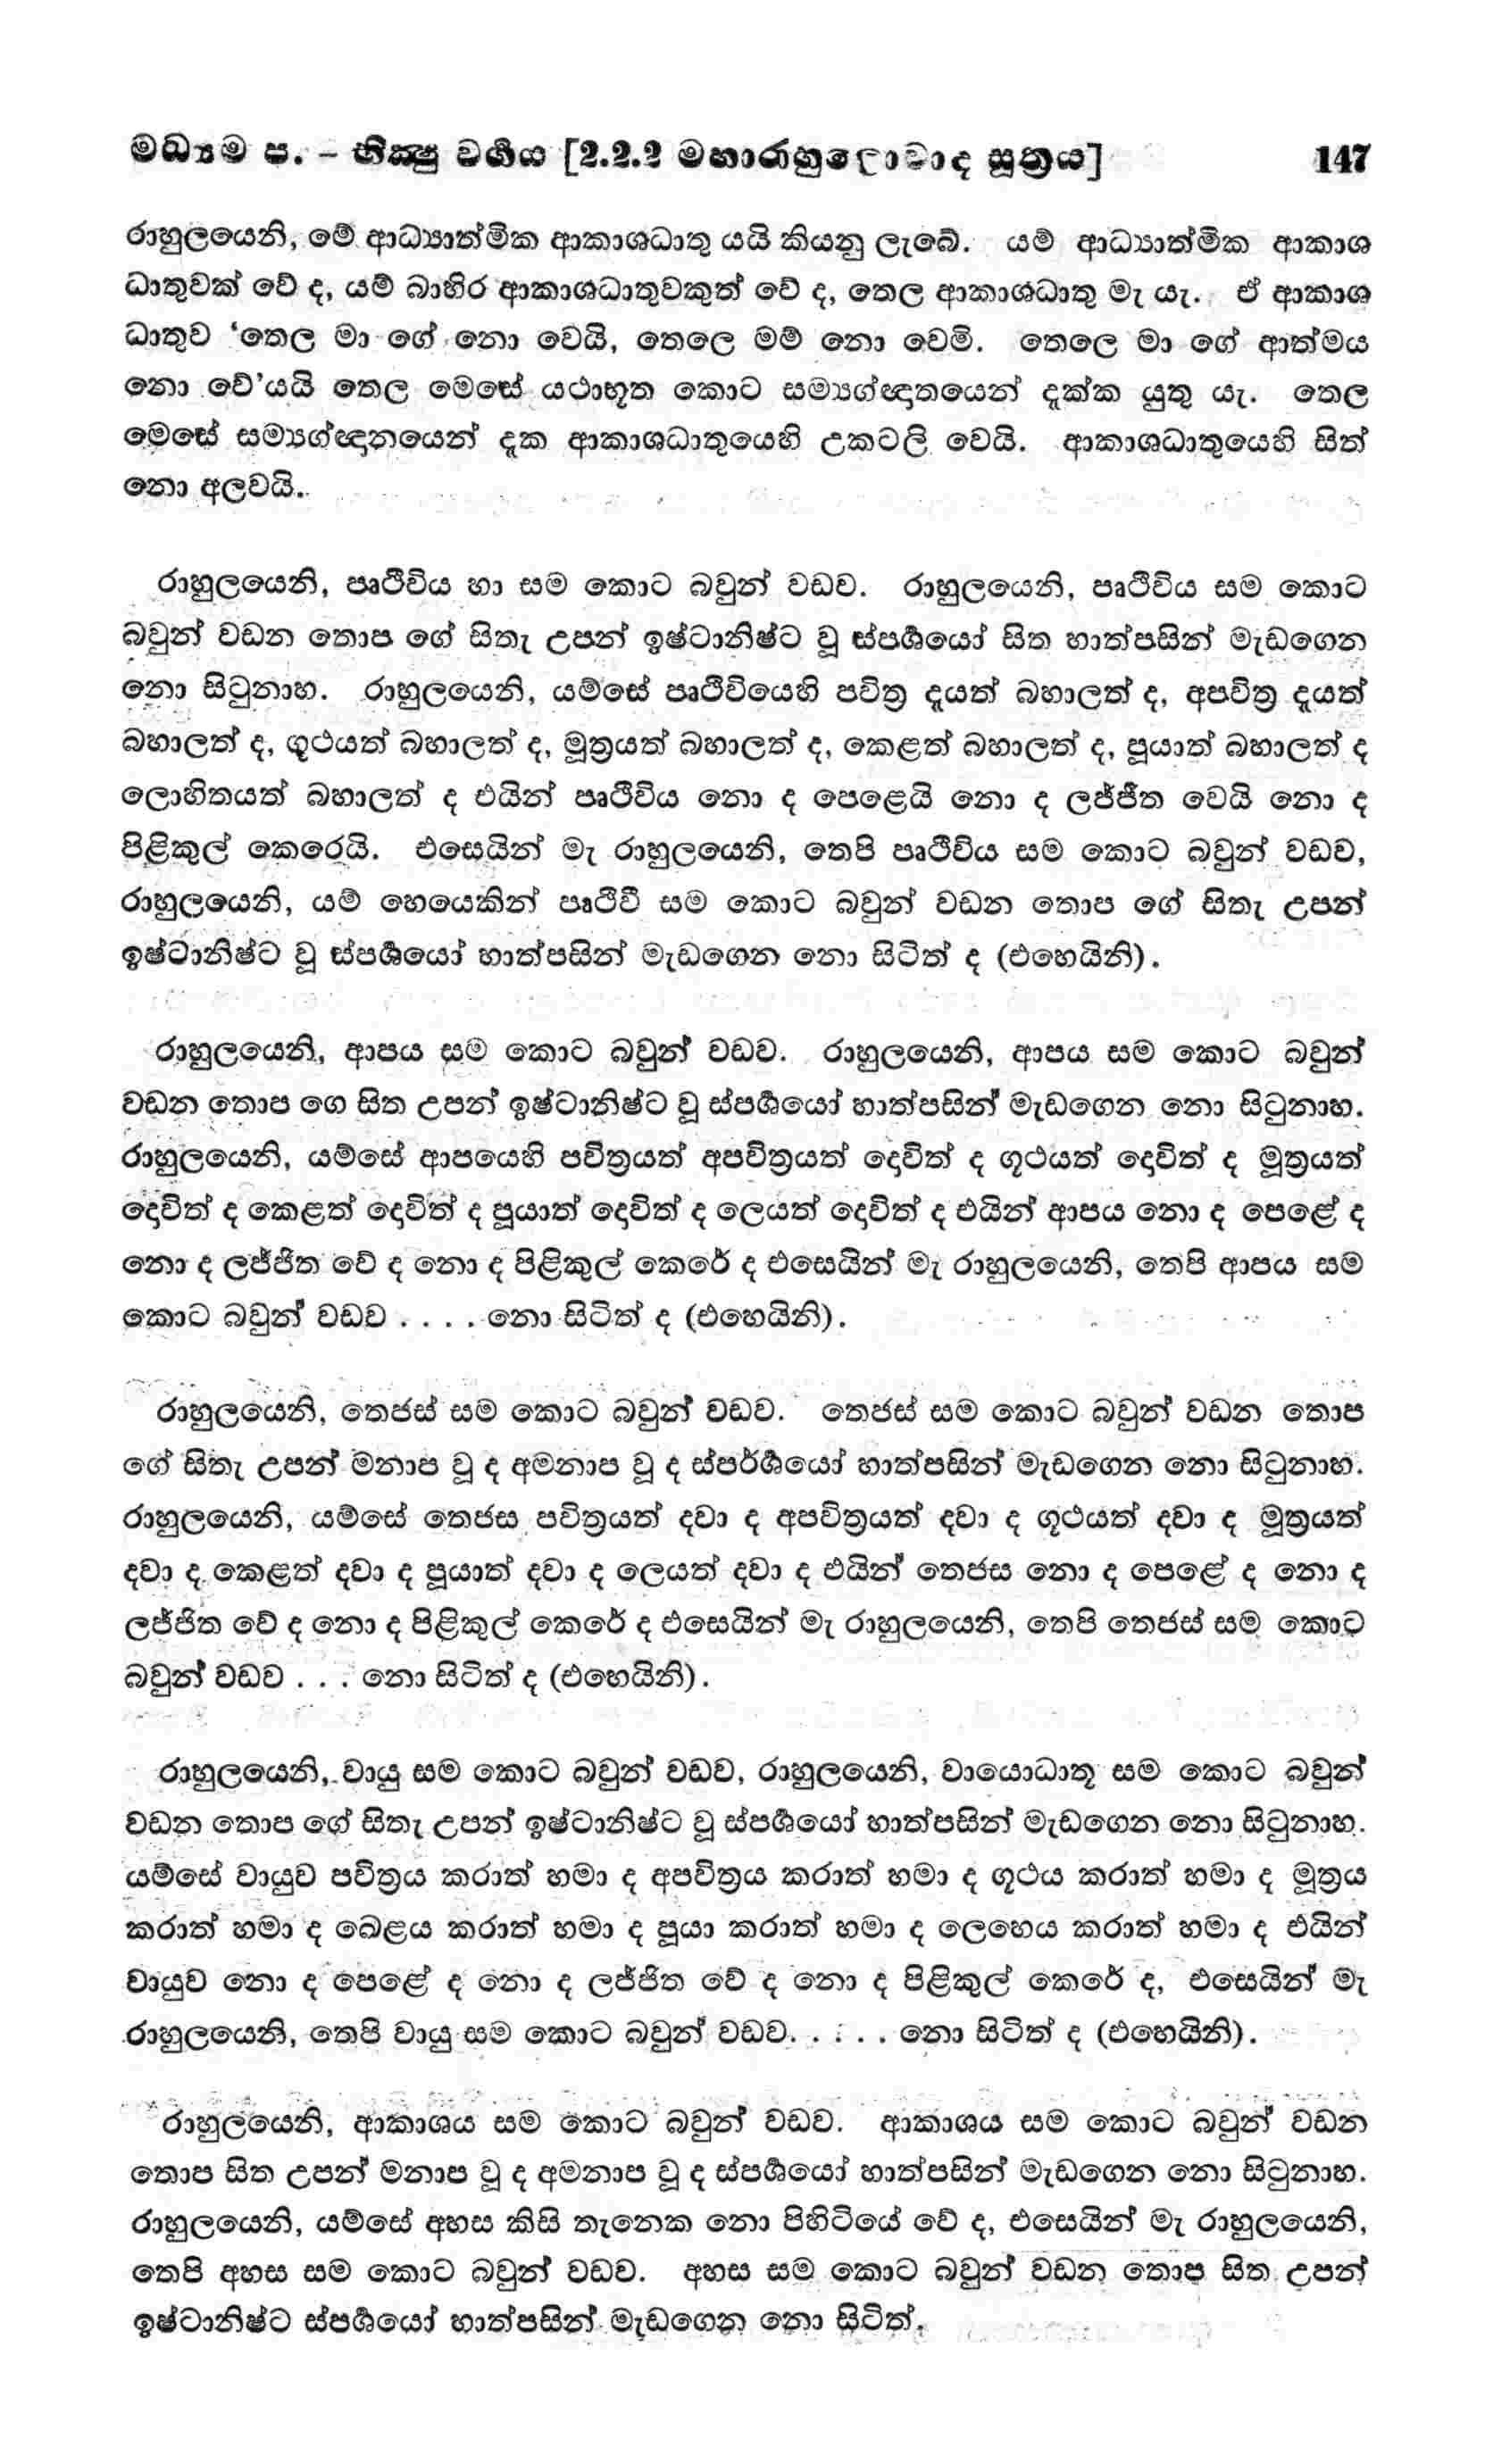 මධ්‍යම ප. – භික්‍ෂු වර්‍ගය [2.2.2 මහාරාහුලොවාද සූත්‍රය] 147
රාහුලයෙනි, මේ ආධ්‍යාත්මික ආකාශධාතු යයි කියනු ලැබේ. යම් ආධ්‍යාත්මික ආකාශ
ධාතුවක් වේ ද, යම් බාහිර ආකාශධාතුවකුත් වේ ද, තෙල ආකාශධාතු මැ යැ. ඒ ආකාශ
ධාතුව ‘තෙල මා ගේ නො වෙයි, තෙලෙ මම් නො වෙමි. තෙලෙ මා ගේ ආත්මය
නො වේ’යයි තෙල මෙසේ යථාභූත කොට සම්‍යග්ඥාතයෙන් දැක්ක යුතු යැ. තෙල
මෙසේ සම්‍යග්ඥානයෙන් දැක ආකාශධාතුයෙහි උකටලි වෙයි. ආකාශධාතුයෙහි සිත්
නො අලවයි.
රාහුලයෙනි, පෘථිවිය හා සම කොට බවුන් වඩව. රාහුලයෙනි, පෘථිවිය සම කොට
බවුන් වඩන තොප ගේ සිතැ උපන් ඉෂ්ටානිෂ්ට වූ ස්පර්‍ශයෝ සිත හාත්පසින් මැඩගෙන
නො සිටුනාහ. රාහුලයෙනි, යම්සේ පෘථිවියෙහි පවිත්‍ර දැයත් බහාලත් ද, අපවිත්‍ර දැයත්
බහාලත් ද, ගූථයත් බහාලත් ද, මූත්‍රයත් බහාලත් ද, කෙළත් බහාලත් ද, පූයාත් බහාලත් ද
ලොහිතයත් බහාලත් ද එයින් පෘථිවිය නො ද පෙළෙයි නො ද ලජ්ජිත වෙයි නො ද
පිළිකුල් කෙරෙයි. එසෙයින් මැ රාහුලයෙනි, තෙපි පෘථිවිය සම කොට බවුන් වඩව,
රාහුලයෙනි, යම් හෙයෙකින් පෘථිවී සම කොට බවුන් වඩන තොප ගේ සිතැ උපන්
ඉෂ්ටානිෂ්ට වූ ස්පර්‍ශයෝ හාත්පසින් මැඩගෙන නො සිටිත් ද (එහෙයිනි).
රාහුලයෙනි, ආපය සම කොට බවුන් වඩව. රාහුලයෙනි, ආපය සම කොට බවුන්
වඩන තොප ගෙ සිත උපන් ඉෂ්ටානිෂ්ට වූ ස්පර්‍ශයෝ හාත්පසින් මැඩගෙන නො සිටුනාහ.
රාහුලයෙනි, යම්සේ ආපයෙහි පවිත්‍රයත් අපවිත්‍රයත් දොවිත් ද ගූථයත් දොවිත් ද මූත්‍රයත්
දොවිත් ද කෙළත් දොවිත් ද පූයාත් දොවිත් ද ලෙයත් දොවිත් ද එයින් ආපය නො ද පෙළේ ද
නො ද ලජ්ජිත වේ ද නො ද පිළිකුල් කෙරේ ද එසෙයින් මැ රාහුලයෙනි, තෙපි ආපය සම
කොට බවුන් වඩව . . . . නො සිටිත් ද (එහෙයිනි).
රාහුලයෙනි, තෙජස් සම කොට බවුන් වඩව. තෙජස් සම කොට බවුන් වඩන තොප
ගේ සිතැ උපන් මනාප වූ ද අමනාප වූ ද ස්පර්ර්‍ශයෝ හාත්පසින් මැඩගෙන නො සිටුනාහ.
රාහුලයෙනි, යම්සේ තෙජස පවිත්‍රයත් දවා ද අපවිත්‍රයත් දවා ද ගූථයත් දවා ද මූත්‍රයත්
දවා ද කෙළත් දවා ද පූයාත් දවා ද ලෙයත් දවා ද එයින් තෙජස නො ද පෙළේ ද නො ද
ලජ්ජිත වේ ද නො ද පිළිකුල් කෙරේ ද එසෙයින් මැ රාහුලයෙනි, තෙපි තෙජස් සම කොට
බවුන් වඩව . . . නො සිටිත් ද (එහෙයිනි).
රාහුලයෙනි, වායු සම කොට බවුන් වඩව, රාහුලයෙනි, වායොධාතූ සම කොට බවුන්
වඩන තොප ගේ සිතැ උපන් ඉෂ්ටානිෂ්ට වූ ස්පර්‍ශයෝ හාත්පසින් මැඩගෙන නො සිටුනාහ.
යම්සේ වායුව පවිත්‍රය කරාත් හමා ද අපවිත්‍රය කරාත් හමා ද ගූථය කරාත් හමා ද මූත්‍රය
කරාත් හමා ද ඛෙළය කරාත් හමා ද පූයා කරාත් හමා ද ලෙහෙය කරාත් හමා ද එයින්
වායුව නො ද පෙළේ ද නො ද ලජ්ජිත වේ ද නො ද පිළිකුල් කෙරේ ද, එසෙයින් මැ
රාහුලයෙනි, තෙපි වායු සම කොට බවුන් වඩව. . . . . නො සිටිත් ද (එහෙයිනි).
රාහුලයෙනි, ආකාශය සම කොට බවුන් වඩව. ආකාශය සම කොට බවුන් වඩන
තොප සිත උපන් මනාප වූ ද අමනාප වූ ද ස්පර්‍ශයෝ හාත්පසින් මැඩගෙන නො සිටුනාහ.
රාහුලයෙනි, යම්සේ අහස කිසි තැනෙක නො පිහිටියේ වේ ද, එසෙයින් මැ රාහුලයෙනි,
තෙපි අහස සම කොට බවුන් වඩව. අහස සම කොට බවුන් වඩන තොප සිත උපන්
ඉෂ්ටානිෂ්ට ස්පර්‍ශයෝ හාත්පසින් මැඩගෙන නො සිටිත්.